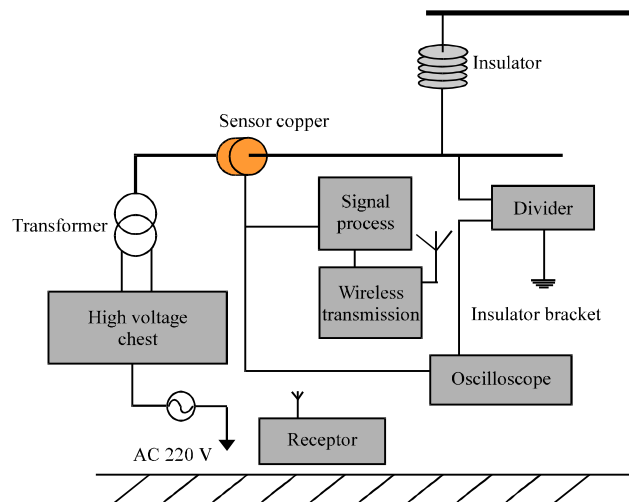 Insulator
Sensor copper
Transformer
Signal
process
Divider
Wireless
transmission
High voltage
chest
Insulator bracket
Oscilloscope
Receptor
AC 220 V